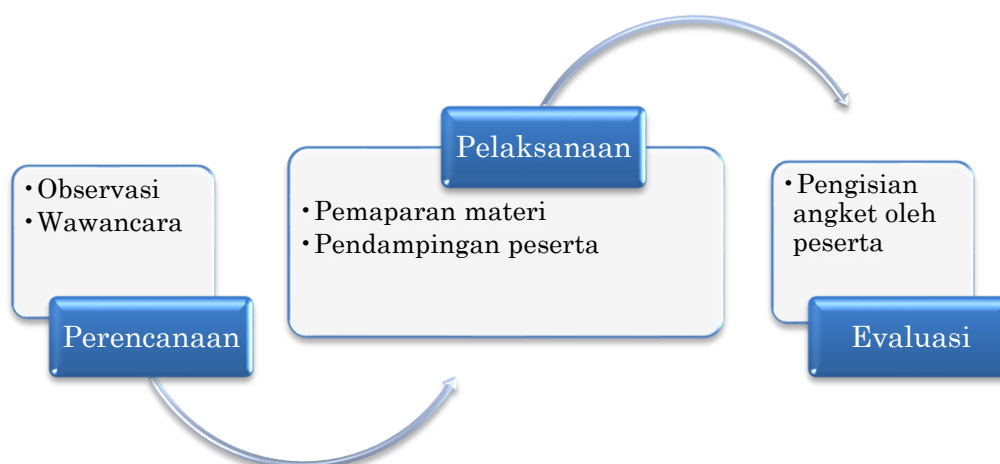 • Observasi
• Wawancara
Perencanaan
Pelaksanaan
• Pemaparan materi
• Pendampingan peserta
• Pengisian
angket oleh
peserta
Evaluasi